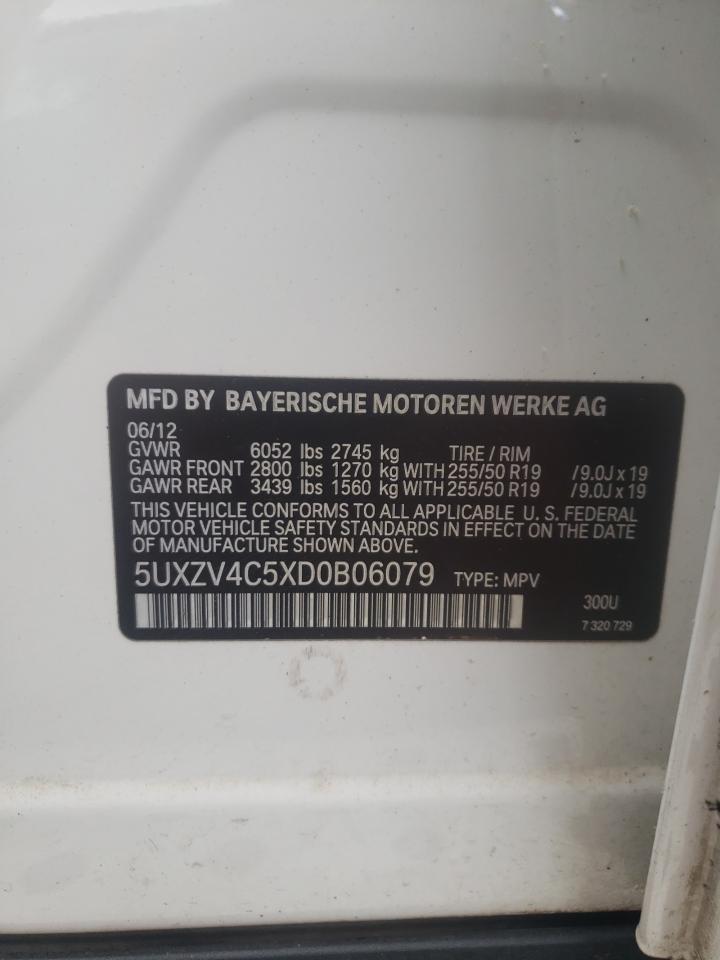 MFD BY BAYERISCHE MOTOREN WERKE AG
06/12
GVWR 6052 lbs 2745 kg TIRE / RIM
GAWR FRONT 2800 lbs 1270 kg WITH 255/50 R19 /9.0J x 19
GAWR REAR 3439 lbs 1560 kg WITH 255/50 R19 /9.0J x 19
THIS VEHICLE CONFORMS TO ALL APPLICABLE U. S. FEDERAL
MOTOR VEHICLE SAFETY STANDARDS IN EFFECT ON THE DATE
OF MANUFACTURE SHOWN ABOVE.
5UXZV4C5XD0B06079 TYPE: MPV
300U
7 320 729